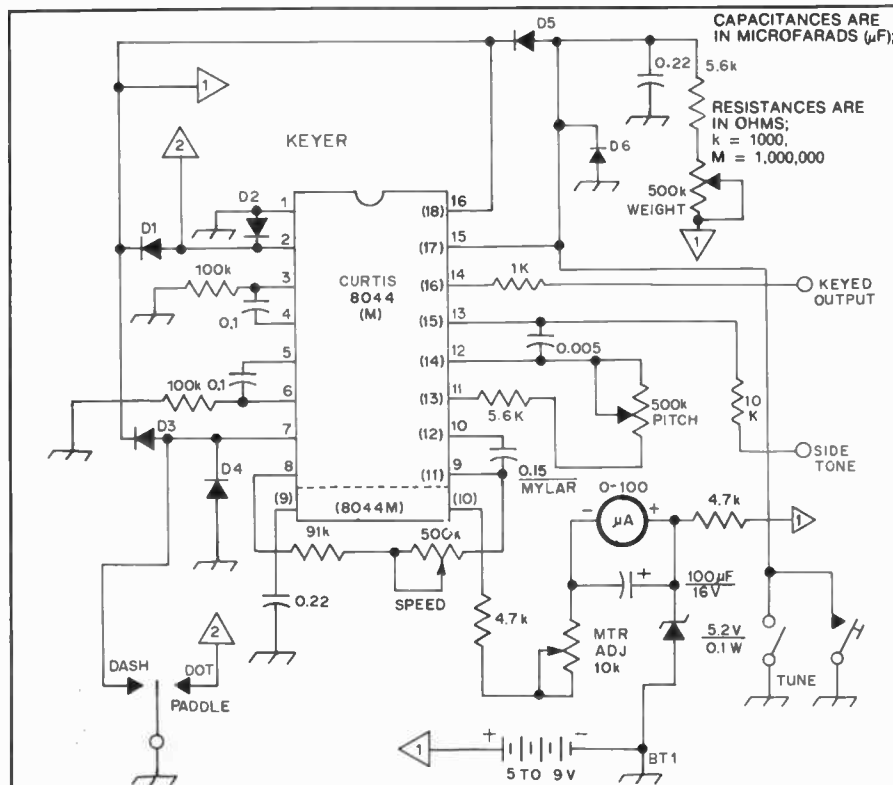 CAPACITANCES ARE
IN MICROFARADS (µF);
D5
0.22
5.6k
1
2
KEYER
RESISTANCES ARE
IN OHMS;
k = 1000,
M = 1,000,000
D6
500k
WEIGHT
1
D2
D1
1
2
3
4
5
6
7
8
(9)
CURTIS
8044
(M)
(8044M)
(18)
(17)
(16)
(15)
(14)
(13)
(12)
(11)
(10)
16
15
14
13
12
11
10
9
100k
0.1
100k
0.1
D3
D4
1K
KEYED
OUTPUT
0.005
5.6K
500k
PITCH
10
K
SIDE
TONE
0.15
MYLAR
0-100
-
µA
+
4.7k
1
91k
500k
SPEED
0.22
4.7k
+
100µF
16V
MTR
ADJ
10k
5.2V
0.1W
TUNE
2
DASH
DOT
PADDLE
1
+
-
5 TO 9V
BT1